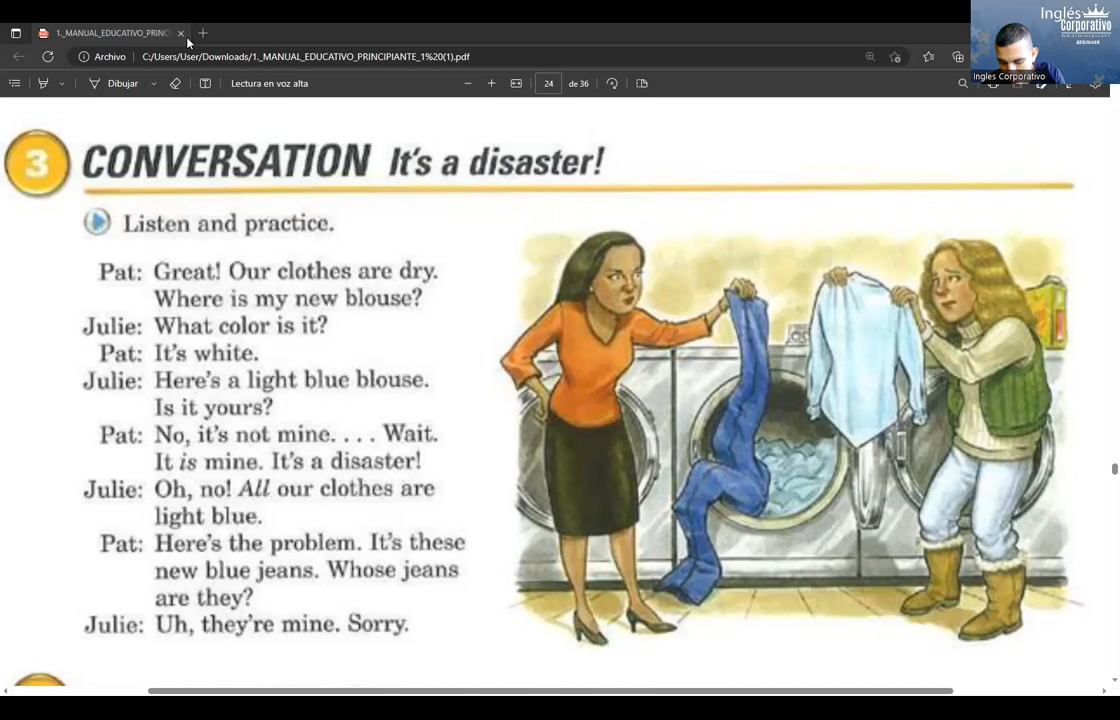 1._MANUAL_EDUCATIVO_PRINC
Archivo
C:/Users/User/Downloads/1._MANUAL_EDUCATIVO_PRINCIPIANTE_1%20(1).pdf
Dibujar
Lectura en voz alta
24
de 36
Inglés
Corporativo
BEGINNER
Ingles Corporativo
3
CONVERSATION It's a disaster!
Listen and practice.
Pat: Great! Our clothes are dry.
Where is my new blouse?
Julie: What color is it?
Pat: It's white.
Julie: Here's a light blue blouse.
Is it yours?
Pat: No, it's not mine. . . . Wait.
It is mine. It's a disaster!
Julie: Oh, no! All our clothes are
light blue.
Pat: Here's the problem. It's these
new blue jeans. Whose jeans
are they?
Julie: Uh, they're mine. Sorry.